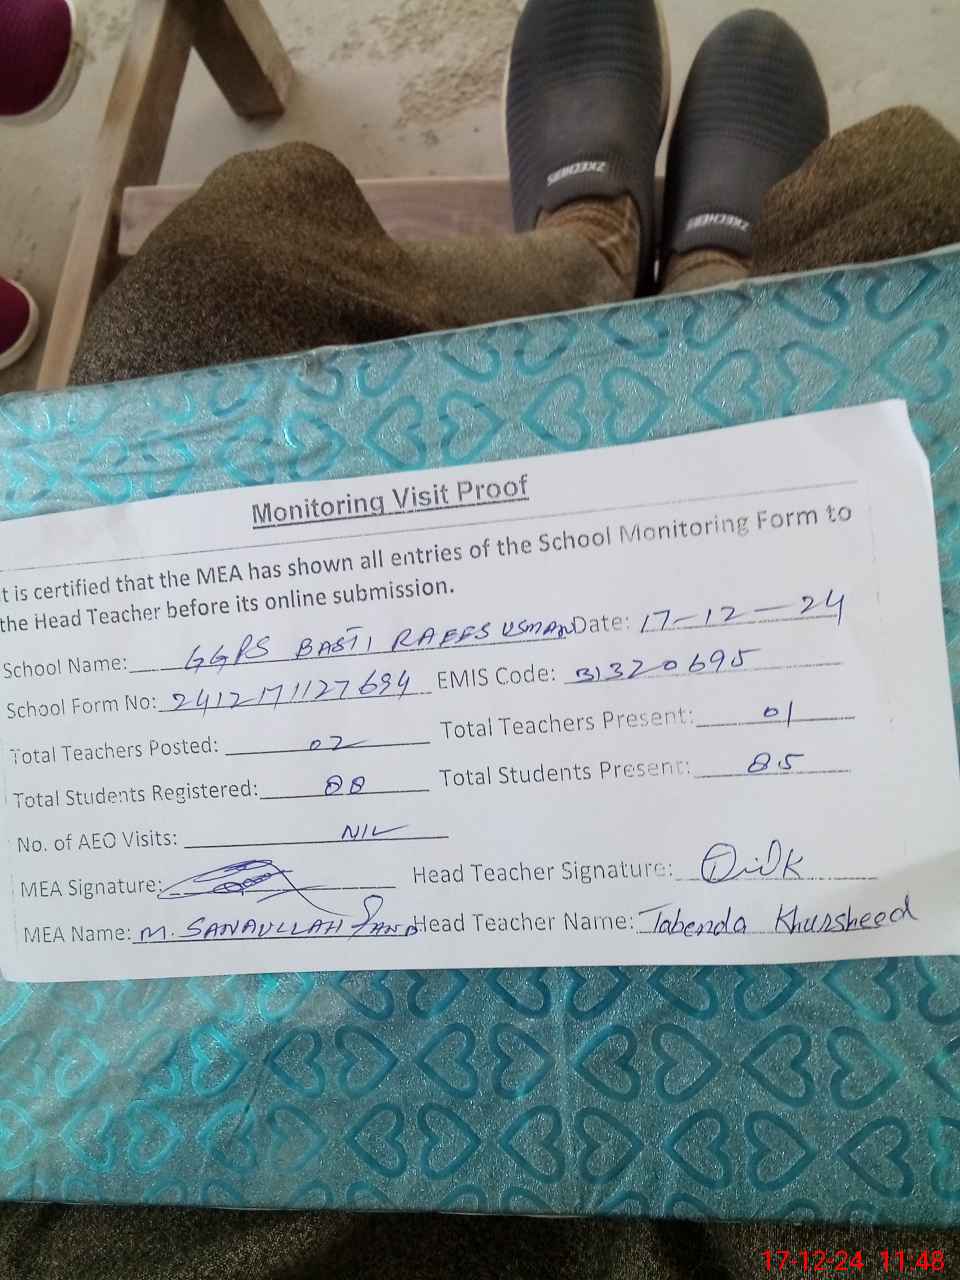 SKECHERS
SKECHERS
Monitoring Visit Proof
t is certified that the MEA has shown all entries of the School Monitoring Form to
the Head Teacher before its online submission.
School Name: GGPS BASTI RAEES USMAN Date: 17-12-24
School Form No: 2412171127694 EMIS Code: 31320695
Total Teachers Posted: 02 Total Teachers Present: 01
Total Students Registered: 88 Total Students Present: 85
No. of AEO Visits: NIL
MEA Signature: Head Teacher Signature:
MEA Name: M. SANAULLAH Head Teacher Name: Tabenda Khursheed
17-12-24 11:48